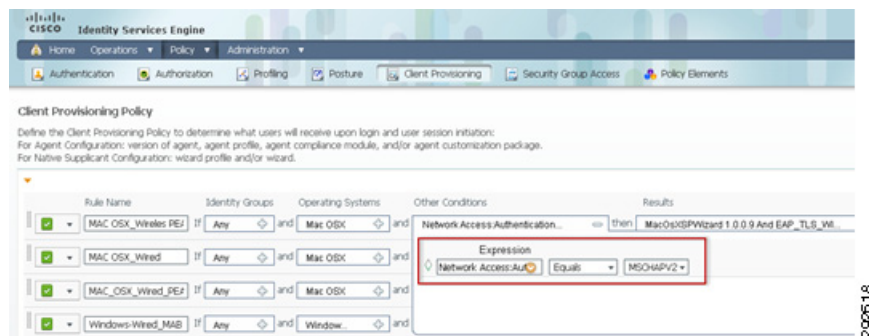 CISCO Identity Services Engine
Home Operations Policy Administration
Authentication Authorization Profiling Posture Client Provisioning Security Group Access Policy Elements
Client Provisioning Policy
Define the Client Provisioning Policy to determine what users will receive upon login and user session initiation:
For Agent Configuration: version of agent, agent profile, agent compliance module, and/or agent customization package.
For Native Supplicant Configuration: wizard profile and/or wizard.
Rule Name Identity Groups Operating Systems Other Conditions Results
MAC OSX_Wireles PEA If Any and Mac OSX and Network Access:Authentication... then MacOsXSPWizard 1.0.0.9 And EAP_TLS_WI...
Expression
MAC OSX_Wired If Any and Mac OSX and Network Access:Aut Equals MSCHAPV2
MAC_OSX_Wired_PEA If Any and Mac OSX and
Windows-Wired_MAB If Any and Window... and
292518